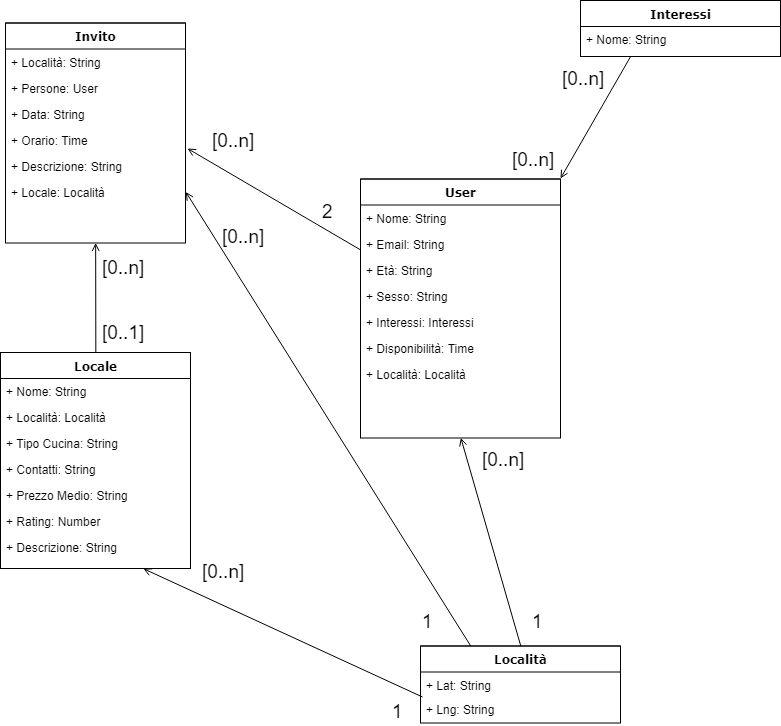 Interessi
+ Nome: String
Invito
+ Località: String
+ Persone: User
+ Data: String
+ Orario: Time
+ Descrizione: String
+ Locale: Località
[0..n]
[0..n]
[0..n]
2
[0..n]
User
+ Nome: String
+ Email: String
+ Età: String
+ Sesso: String
+ Interessi: Interessi
+ Disponibilità: Time
+ Località: Località
[0..n]
[0..1]
Locale
+ Nome: String
+ Località: Località
+ Tipo Cucina: String
+ Contatti: String
+ Prezzo Medio: String
+ Rating: Number
+ Descrizione: String
[0..n]
[0..n]
1
1
1
Località
+ Lat: String
+ Lng: String